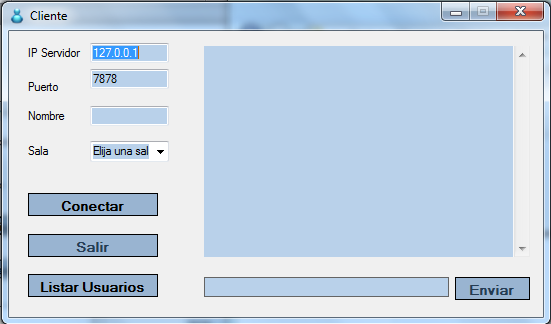 Cliente
IP Servidor 127.0.0.1
Puerto 7878
Nombre
Sala Elija una sal
Conectar
Salir
Listar Usuarios
Enviar